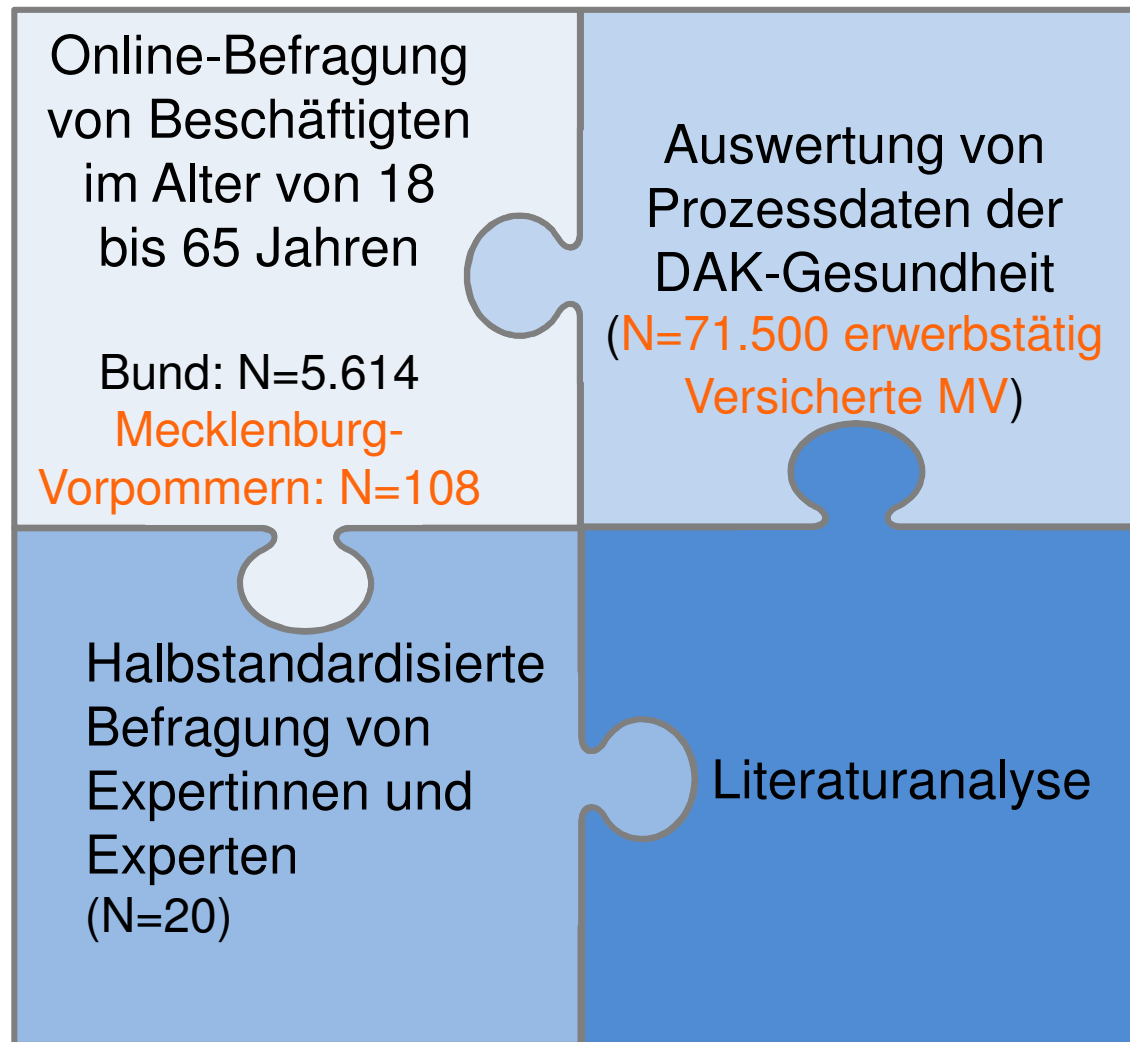 Online-Befragung
von Beschäftigten
im Alter von 18
bis 65 Jahren
Bund: N=5.614
Mecklenburg-
Vorpommern: N=108
Auswertung von
Prozessdaten der
DAK-Gesundheit
(N=71.500 erwerbstätig
Versicherte MV)
Halbstandardisierte
Befragung von
Expertinnen und
Experten
(N=20)
Literaturanalyse